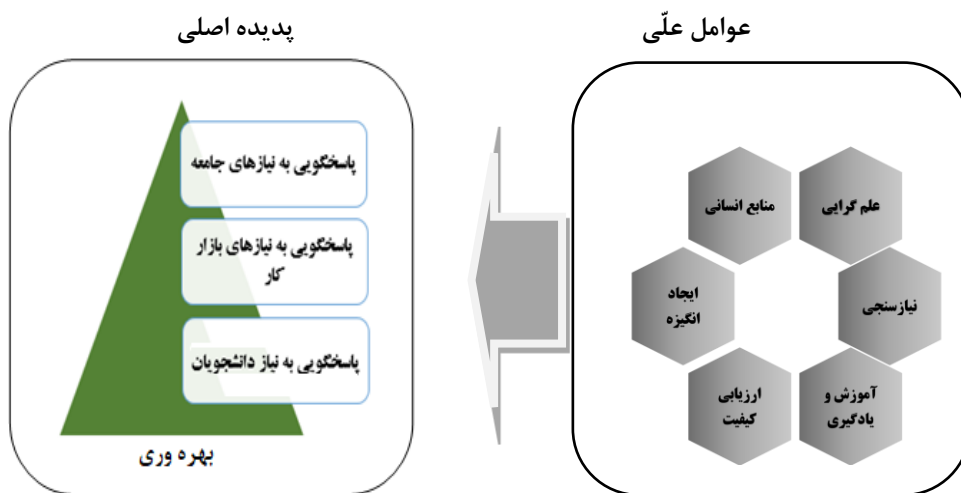 عوامل علّی
پدیده اصلی
علم گرایی
منابع انسانی
نیازسنجی
ایجاد
انگیزه
آموزش و
یادگیری
ارزیابی
کیفیت
پاسخگویی به نیازهای جامعه
پاسخگویی به نیازهای بازار
کار
پاسخگویی به نیاز دانشجویان
بهره وری